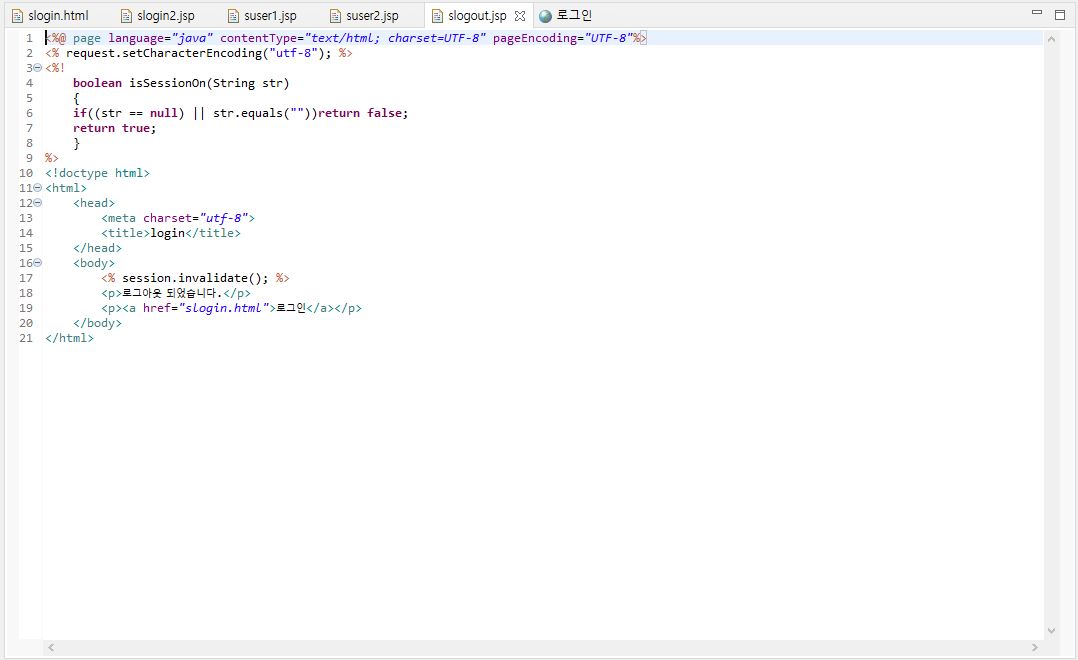 slogin.html slogin2.jsp suser1.jsp suser2.jsp slogout.jsp 로그인
1 <%@ page language="java" contentType="text/html; charset=UTF-8" pageEncoding="UTF-8"%>
2 <% request.setCharacterEncoding("utf-8"); %>
3 <%!
4 boolean isSessionOn(String str)
5 {
6 if((str == null) || str.equals(""))return false;
7 return true;
8 }
9 %>
10 <!doctype html>
11 <html>
12 <head>
13 <meta charset="utf-8">
14 <title>login</title>
15 </head>
16 <body>
17 <% session.invalidate(); %>
18 <p>로그아웃 되었습니다.</p>
19 <p><a href="slogin.html">로그인</a></p>
20 </body>
21 </html>